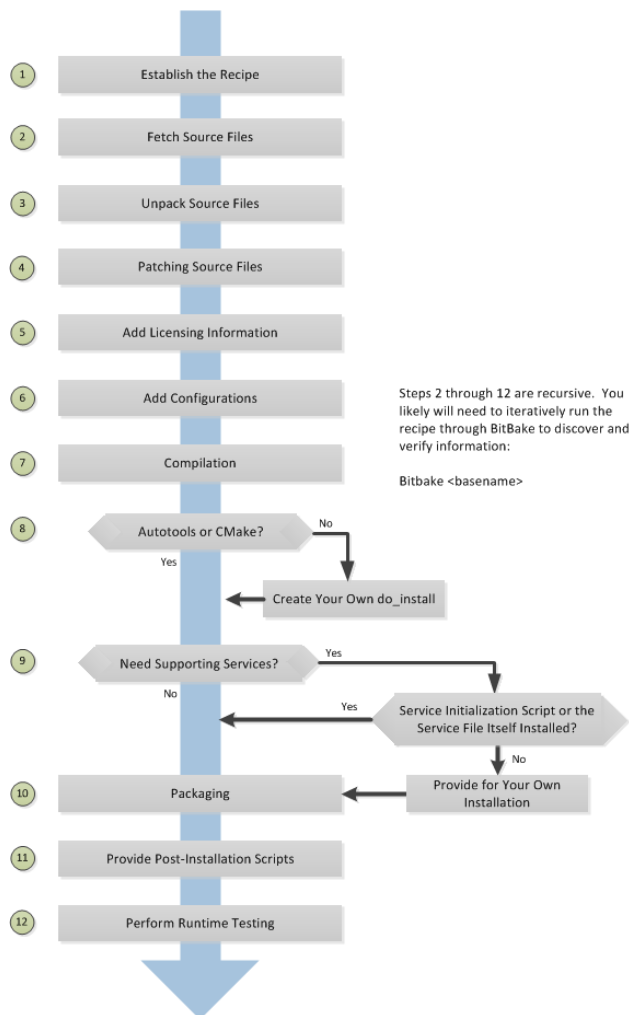 1
Establish the Recipe
2
Fetch Source Files
3
Unpack Source Files
4
Patching Source Files
5
Add Licensing Information
6
Add Configurations
Steps 2 through 12 are recursive. You
likely will need to iteratively run the
recipe through BitBake to discover and
verify information:
Bitbake <basename>
7
Compilation
8
Autotools or CMake?
No
Yes
Create Your Own do_install
9
Need Supporting Services?
Yes
No
Service Initialization Script or the
Service File Itself Installed?
Yes
No
Provide for Your Own
Installation
10
Packaging
11
Provide Post-Installation Scripts
12
Perform Runtime Testing